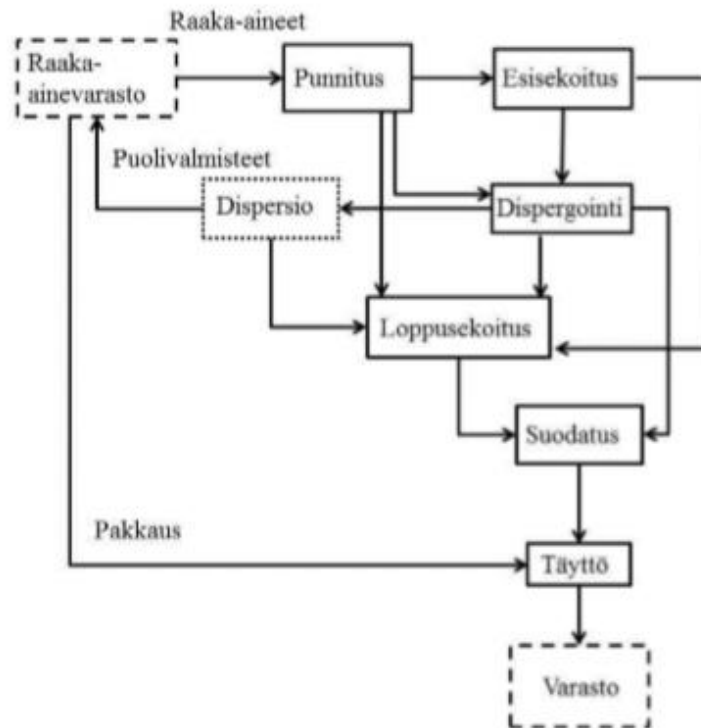 Raaka-aineet
Raaka-
ainevarasto
Punnitus
Esisekoitus
Puolivalmisteet
Dispersio
Dispergointi
Loppusekoitus
Suodatus
Pakkaus
Täyttö
Varasto